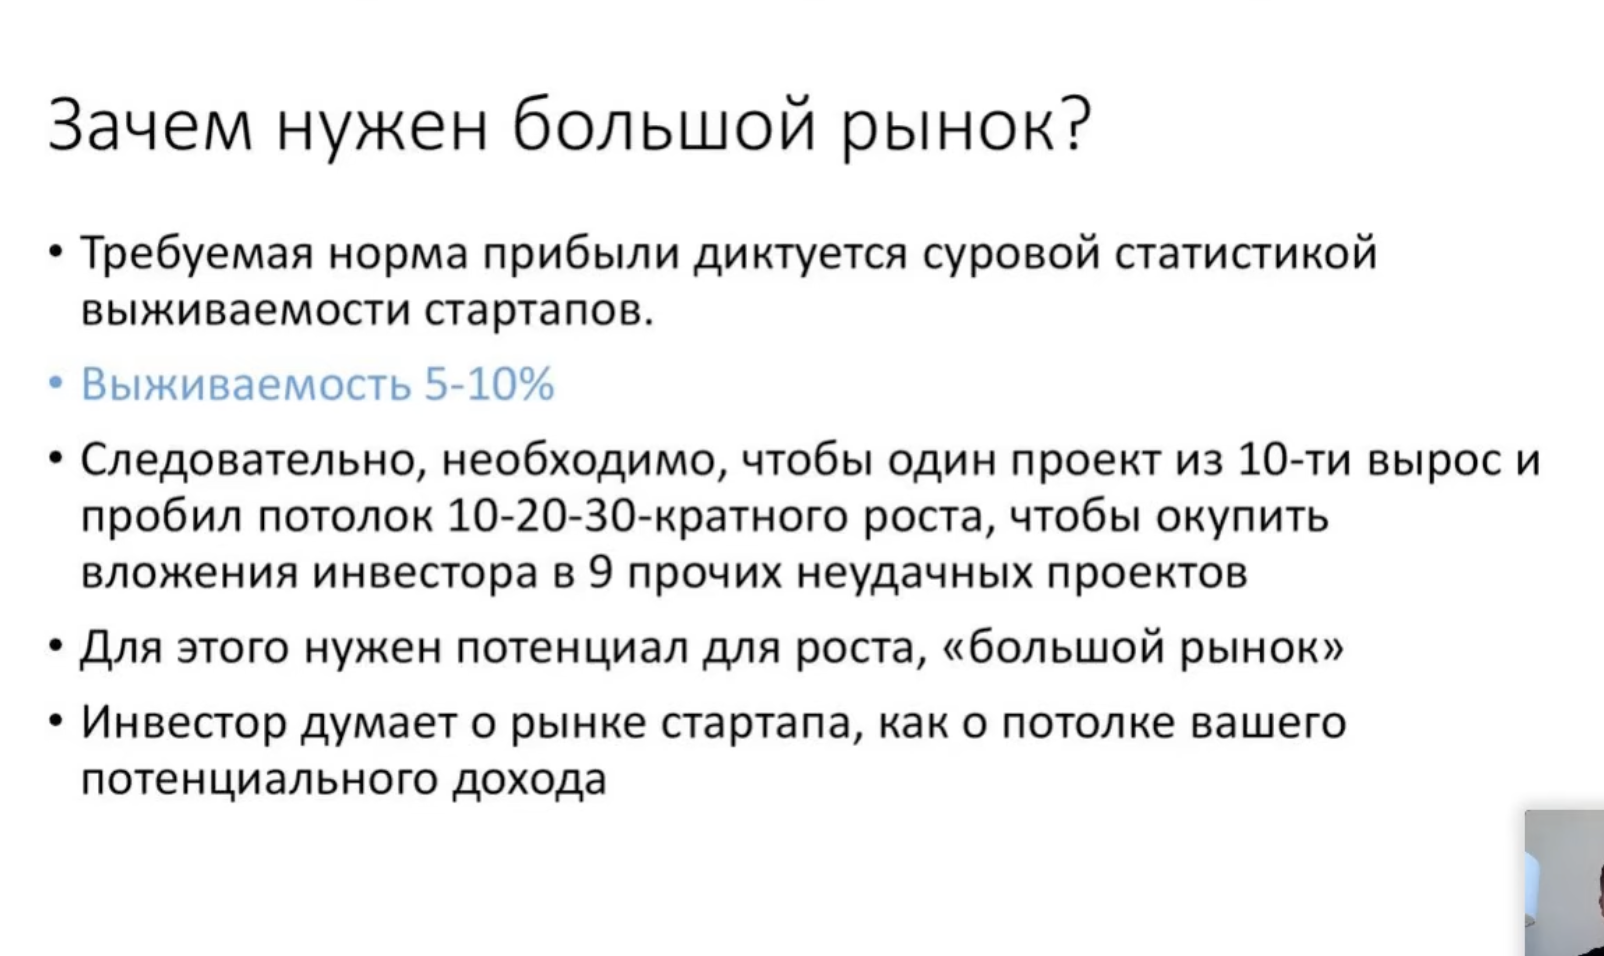 Зачем нужен большой рынок?
• Требуемая норма прибыли диктуется суровой статистикой
выживаемости стартапов.
• Выживаемость 5-10%
• Следовательно, необходимо, чтобы один проект из 10-ти вырос и
пробил потолок 10-20-30-кратного роста, чтобы окупить
вложения инвестора в 9 прочих неудачных проектов
• Для этого нужен потенциал для роста, «большой рынок»
• Инвестор думает о рынке стартапа, как о потолке вашего
потенциального дохода